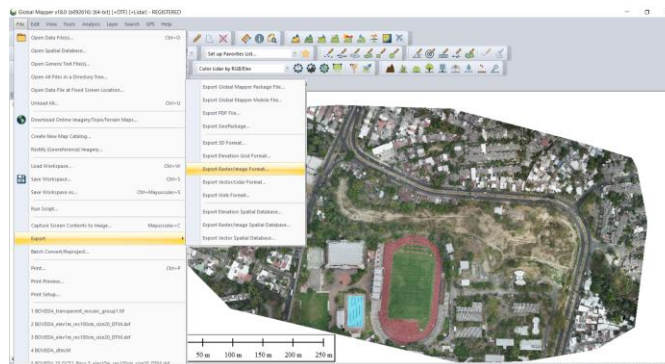 Global Mapper v18.0 (b092616) [64-bit] [+OTF] [+Lidar] - REGISTERED
File Edit View Tools Analysis Layer Search GPS Help
Open Data File(s)... Ctrl+O
Open Spatial Database...
Open Generic Text File(s)...
Open All Files in a Directory Tree...
Open Data File at Fixed Screen Location...
Unload All... Ctrl+U
Download Online Imagery/Topo/Terrain Maps...
Create New Map Catalog...
Rectify (Georeference) Imagery...
Load Workspace... Ctrl+W
Save Workspace... Ctrl+S
Save Workspace as... Ctrl+Mayusculas+S
Run Script...
Capture Screen Contents to Image... Mayusculas+C
Export
Batch Convert/Reproject...
Print... Ctrl+P
Print Preview...
Print Setup...
1 BOVEDA_transparent_mosaic_group1.tif
Set up Favorites List...
Color Lidar by RGB/Elev
Export Global Mapper Package File...
Export Global Mapper Mobile File...
Export PDF File...
Export GeoPackage...
Export 3D Format...
Export Elevation Grid Format...
Export Raster/Image Format...
Export Vector/Lidar Format...
Export Web Format...
Export Elevation Spatial Database...
Export Raster/Image Spatial Database...
Export Vector Spatial Database...
50 m 100 m 150 m 200 m 250 m